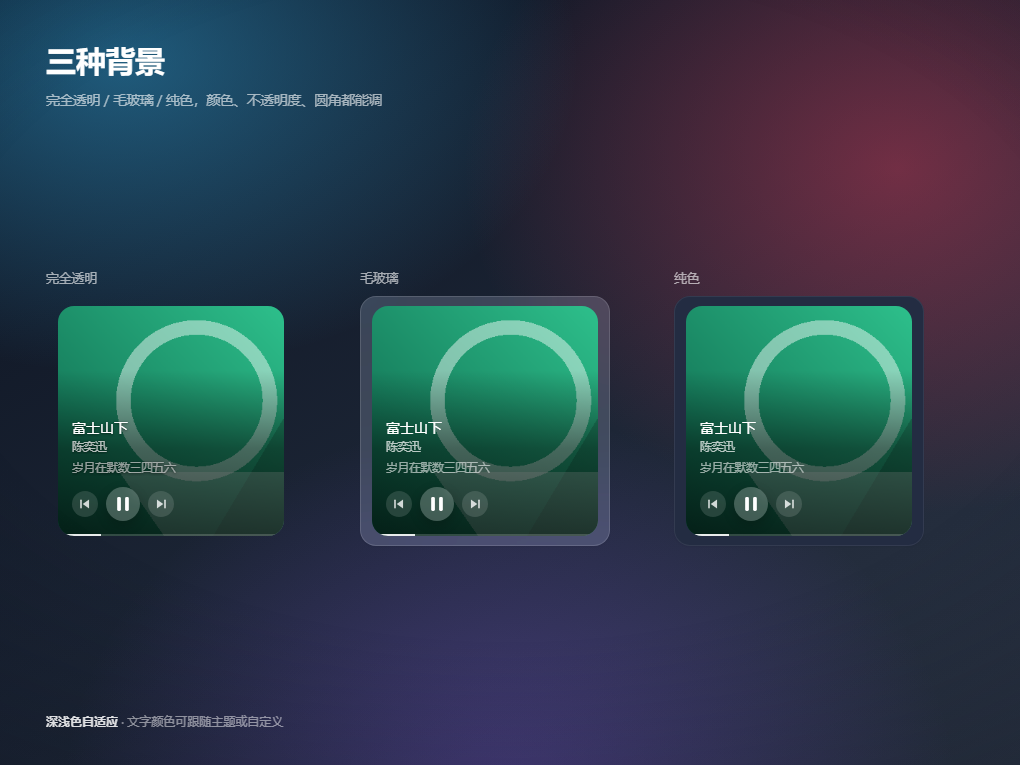 三种背景
完全透明 / 毛玻璃 / 纯色，颜色、不透明度、圆角都能调
完全透明
毛玻璃
纯色
富士山下
陈奕迅
岁月在默数三四五六
富士山下
陈奕迅
岁月在默数三四五六
富士山下
陈奕迅
岁月在默数三四五六
深浅色自适应 · 文字颜色可跟随主题或自定义